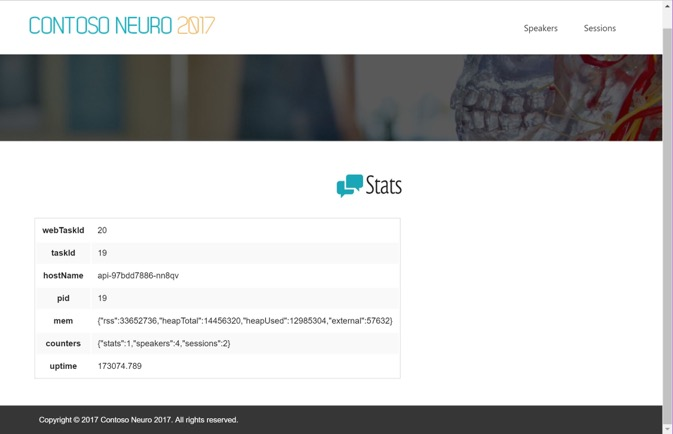 CONTOSO NEURO 2017
Speakers Sessions
Stats
webTaskId 20
taskId 19
hostName api-97bdd7886-nn8qv
pid 19
mem {"rss":33652736,"heapTotal":14456320,"heapUsed":12985304,"external":57632}
counters {"stats":1,"speakers":4,"sessions":2}
uptime 173074.789
Copyright © 2017 Contoso Neuro 2017. All rights reserved.